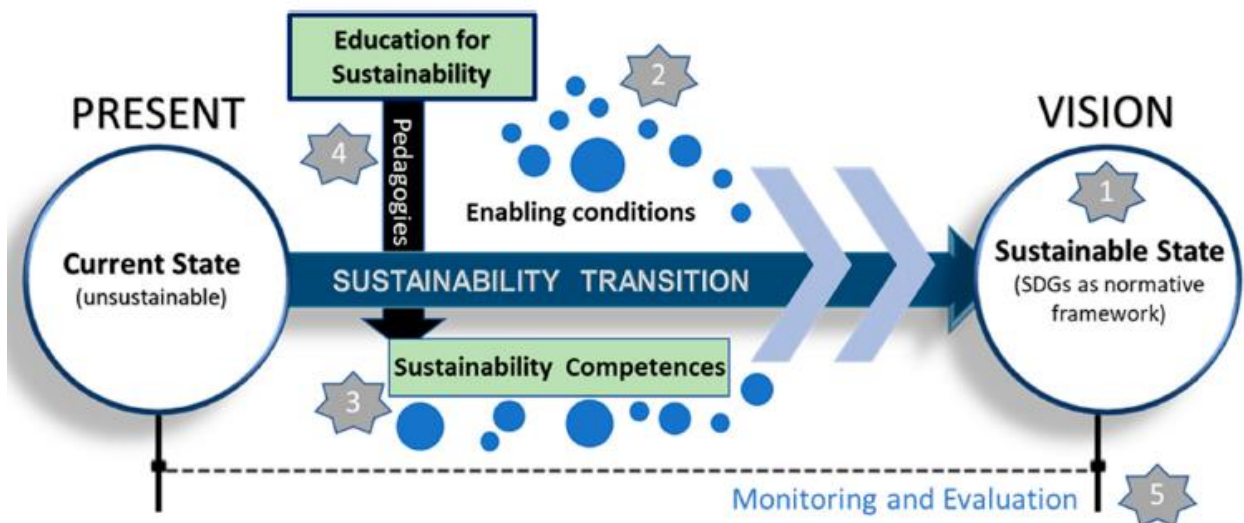 Education for
Sustainability
2
PRESENT
VISION
4
Pedagogies
1
Enabling conditions
Current State
(unsustainable)
SUSTAINABILITY TRANSITION
Sustainable State
(SDGs as normative
framework)
Sustainability Competences
3
Monitoring and Evaluation
5